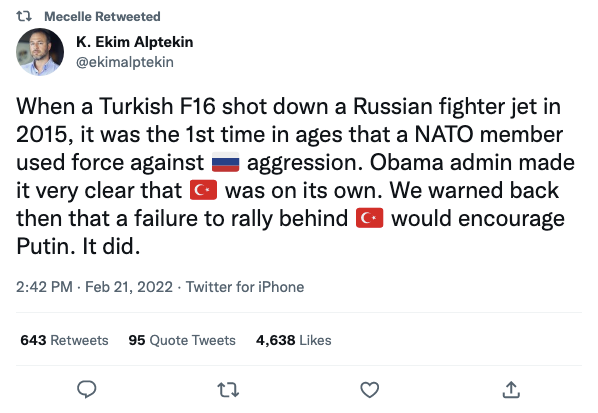 Mecelle Retweeted
K. Ekim Alptekin
@ekimalptekin
When a Turkish F16 shot down a Russian fighter jet in
2015, it was the 1st time in ages that a NATO member
used force against 🇷🇺 aggression. Obama admin made
it very clear that 🇹🇷 was on its own. We warned back
then that a failure to rally behind 🇹🇷 would encourage
Putin. It did.
2:42 PM · Feb 21, 2022 · Twitter for iPhone
643 Retweets 95 Quote Tweets 4,638 Likes